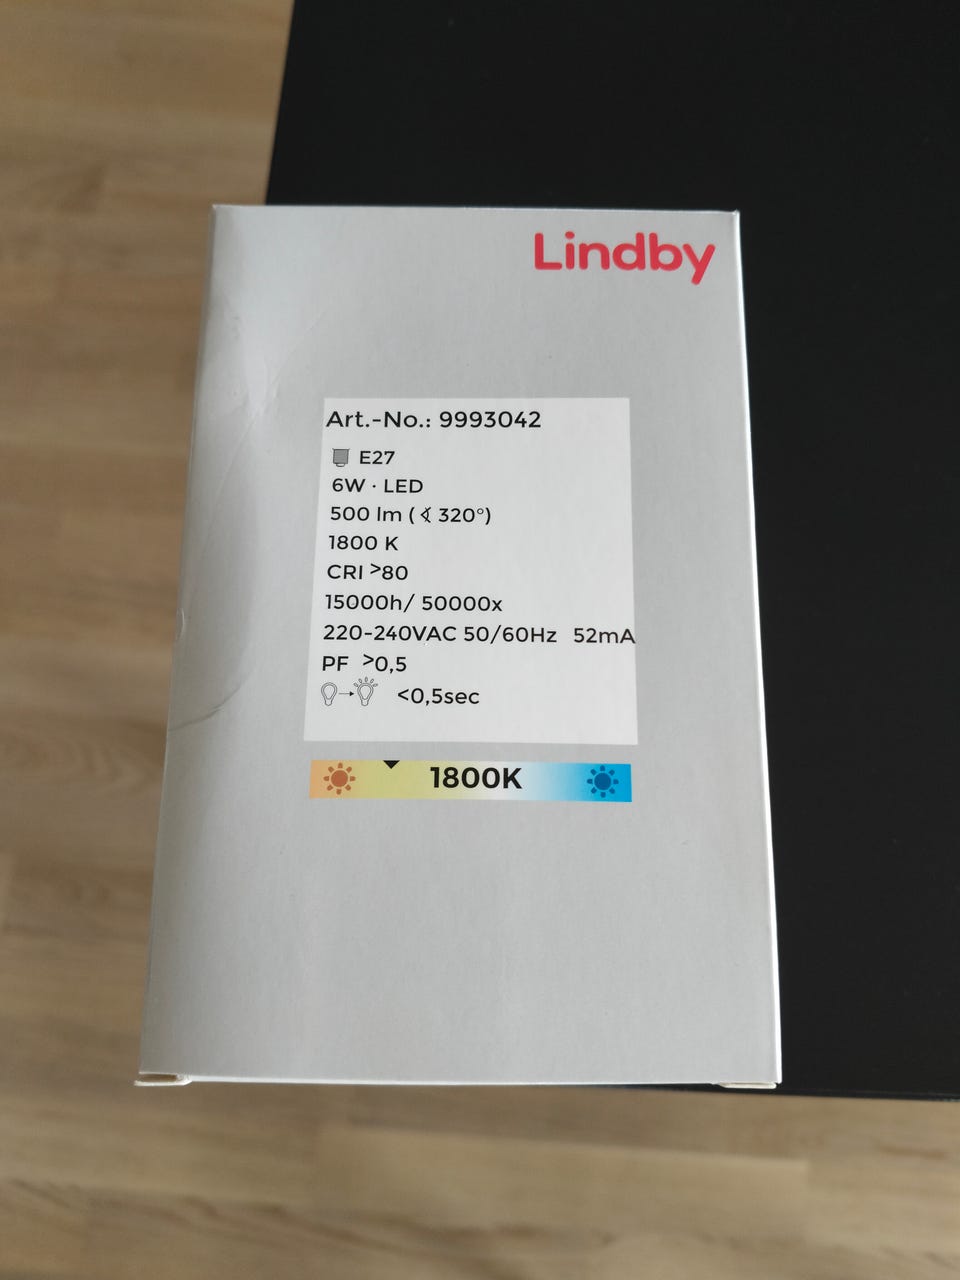 Lindby
Art.-No.: 9993042
E27
6W · LED
500 lm (∢ 320°)
1800 K
CRI >80
15000h/ 50000x
220-240VAC 50/60Hz 52mA
PF >0,5
<0,5sec
1800K